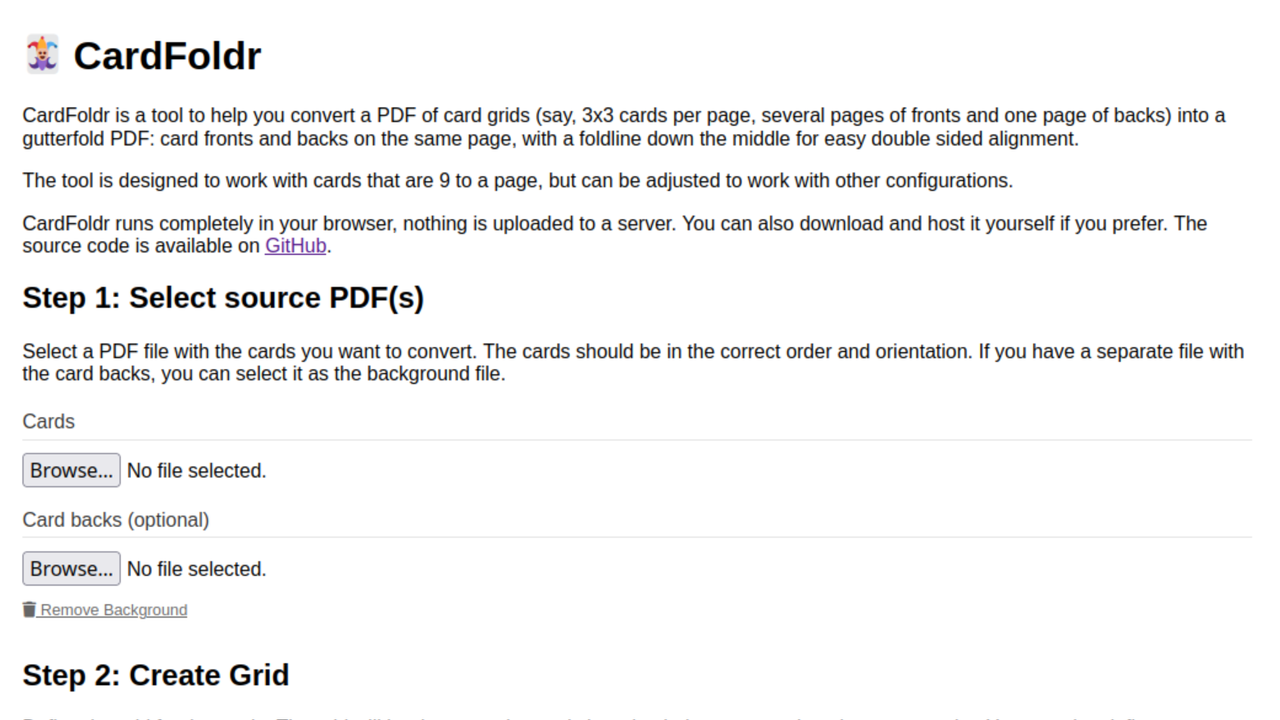 CardFoldr
CardFoldr is a tool to help you convert a PDF of card grids (say, 3x3 cards per page, several pages of fronts and one page of backs) into a
gutterfold PDF: card fronts and backs on the same page, with a foldline down the middle for easy double sided alignment.
The tool is designed to work with cards that are 9 to a page, but can be adjusted to work with other configurations.
CardFoldr runs completely in your browser, nothing is uploaded to a server. You can also download and host it yourself if you prefer. The
source code is available on GitHub.
Step 1: Select source PDF(s)
Select a PDF file with the cards you want to convert. The cards should be in the correct order and orientation. If you have a separate file with
the card backs, you can select it as the background file.
Cards
Browse... No file selected.
Card backs (optional)
Browse... No file selected.
Remove Background
Step 2: Create Grid